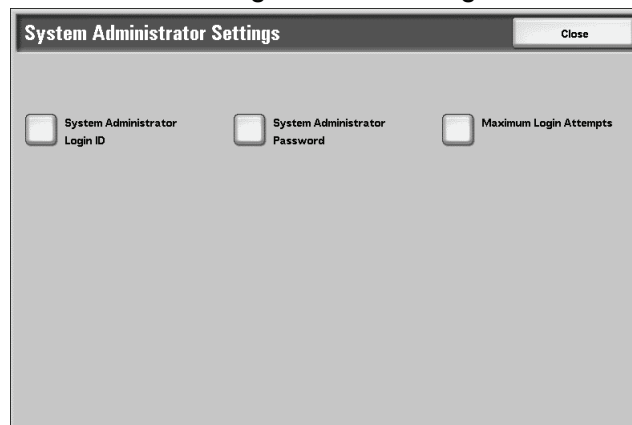 System Administrator Settings
Close
System Administrator
Login ID
System Administrator
Password
Maximum Login Attempts